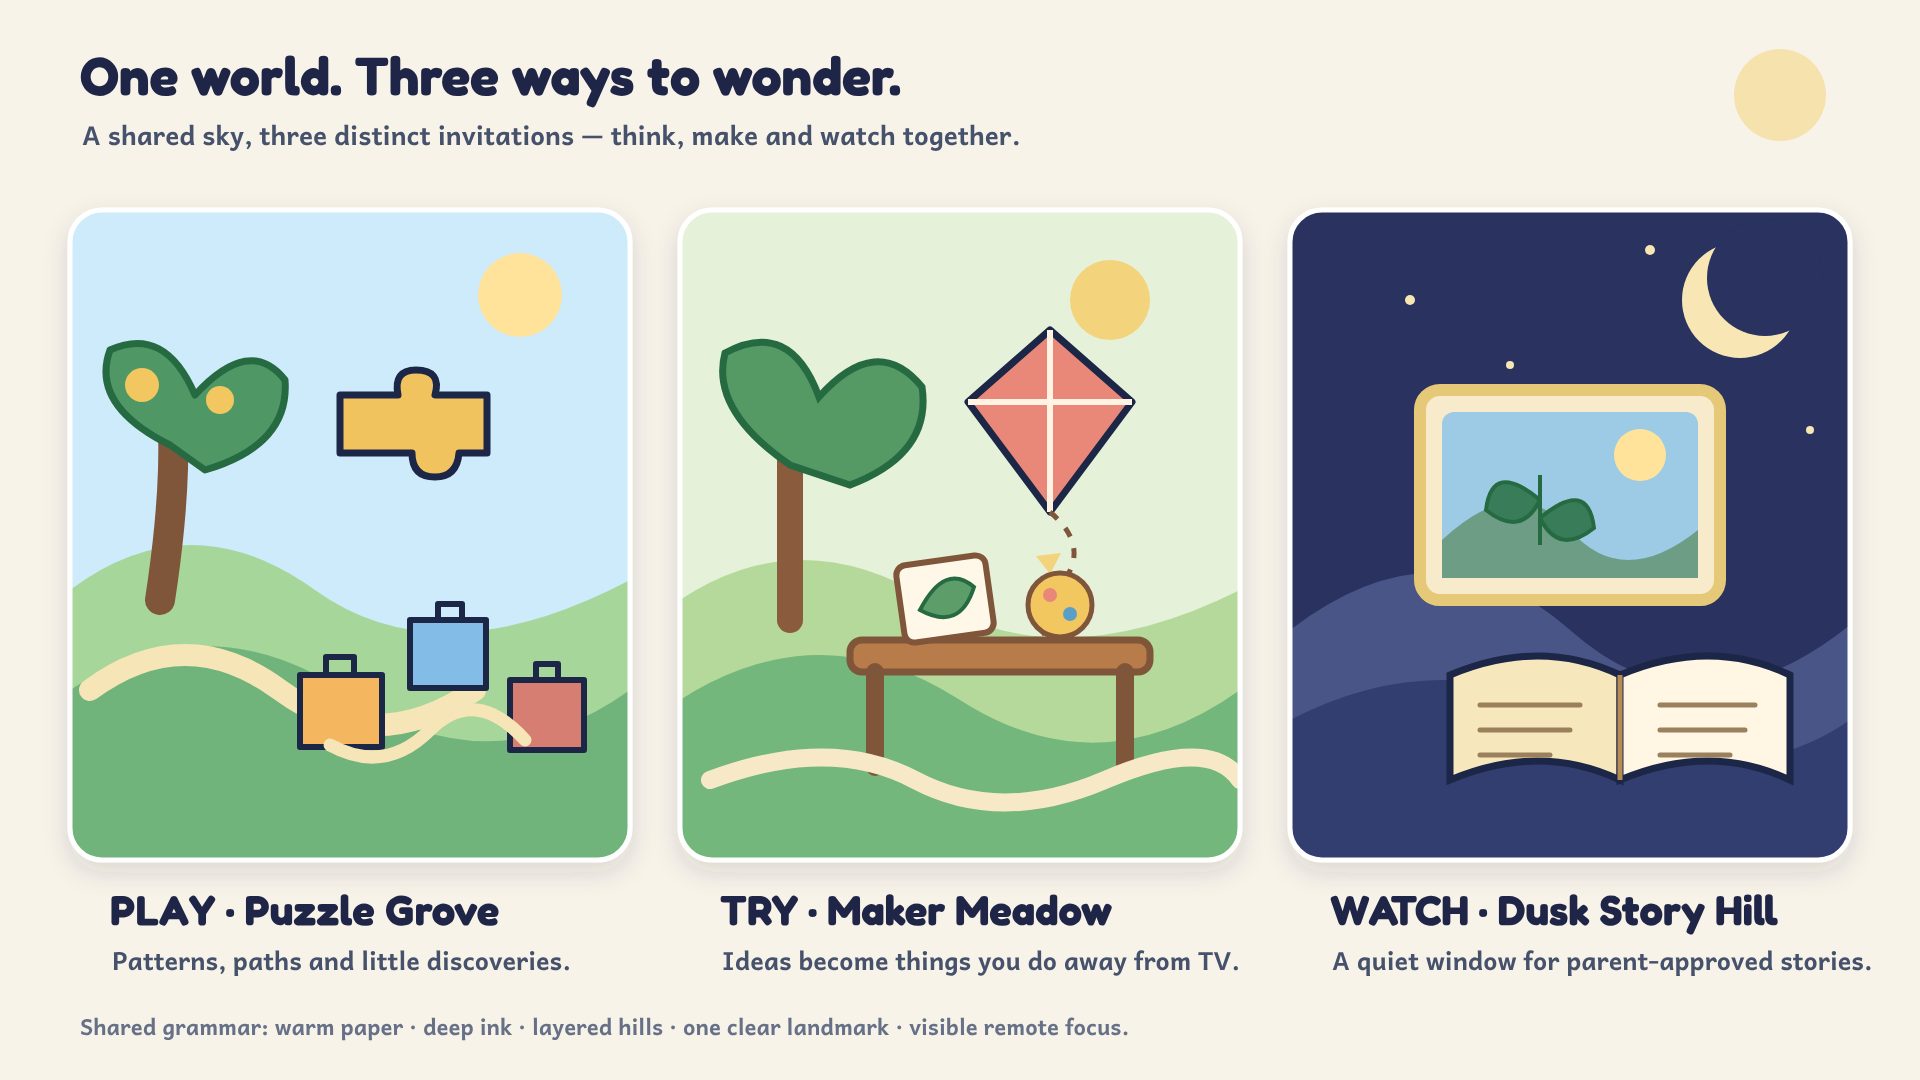 One world. Three ways to wonder.
A shared sky, three distinct invitations — think, make and watch together.
PLAY · Puzzle Grove
Patterns, paths and little discoveries.
TRY · Maker Meadow
Ideas become things you do away from TV.
WATCH · Dusk Story Hill
A quiet window for parent-approved stories.
Shared grammar: warm paper · deep ink · layered hills · one clear landmark · visible remote focus.